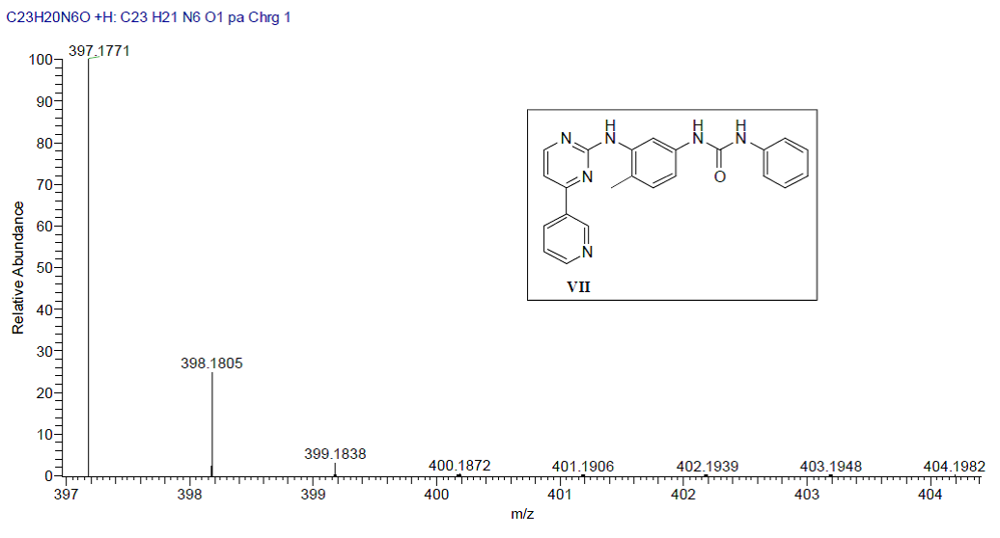 C23H20N6O +H: C23 H21 N6 O1 pa Chrg 1
397.1771
100
90
80
70
60
50
40
30
20
10
0
Relative Abundance
398.1805
399.1838
400.1872
401.1906
402.1939
403.1948
404.1982
397
398
399
400
401
402
403
404
m/z
H
N
N
N
N
H
N
O
H
N
VII